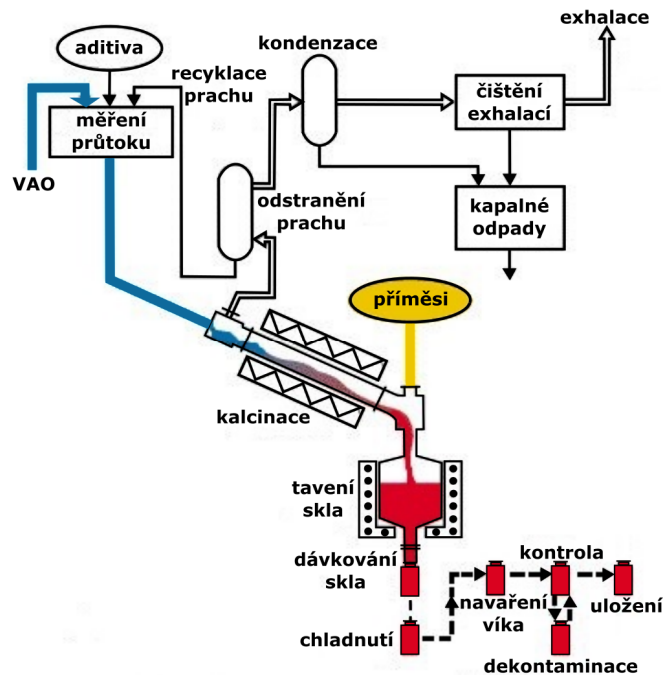 exhalace
aditiva
kondenzace
recyklace
prachu
čištění
exhalací
měření
průtoku
VAO
odstranění
prachu
kapalné
odpady
příměsi
kalcinace
tavení
skla
dávkování
skla
kontrola
navaření
víka
uložení
chladnutí
dekontaminace